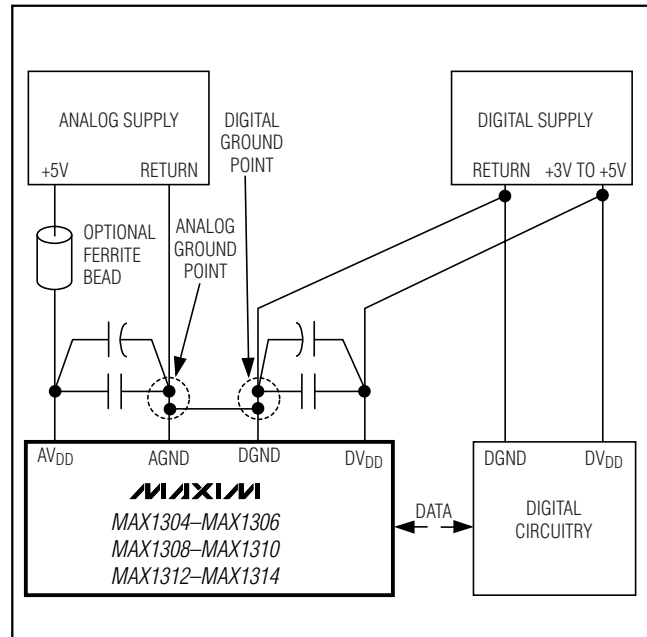 ANALOG SUPPLY
+5V RETURN
DIGITAL
GROUND
POINT
DIGITAL SUPPLY
RETURN +3V TO +5V
OPTIONAL
FERRITE
BEAD
ANALOG
GROUND
POINT
AVDD AGND DGND DVDD
MAXIM
MAX1304–MAX1306
MAX1308–MAX1310
MAX1312–MAX1314
DATA
DGND DVDD
DIGITAL
CIRCUITRY